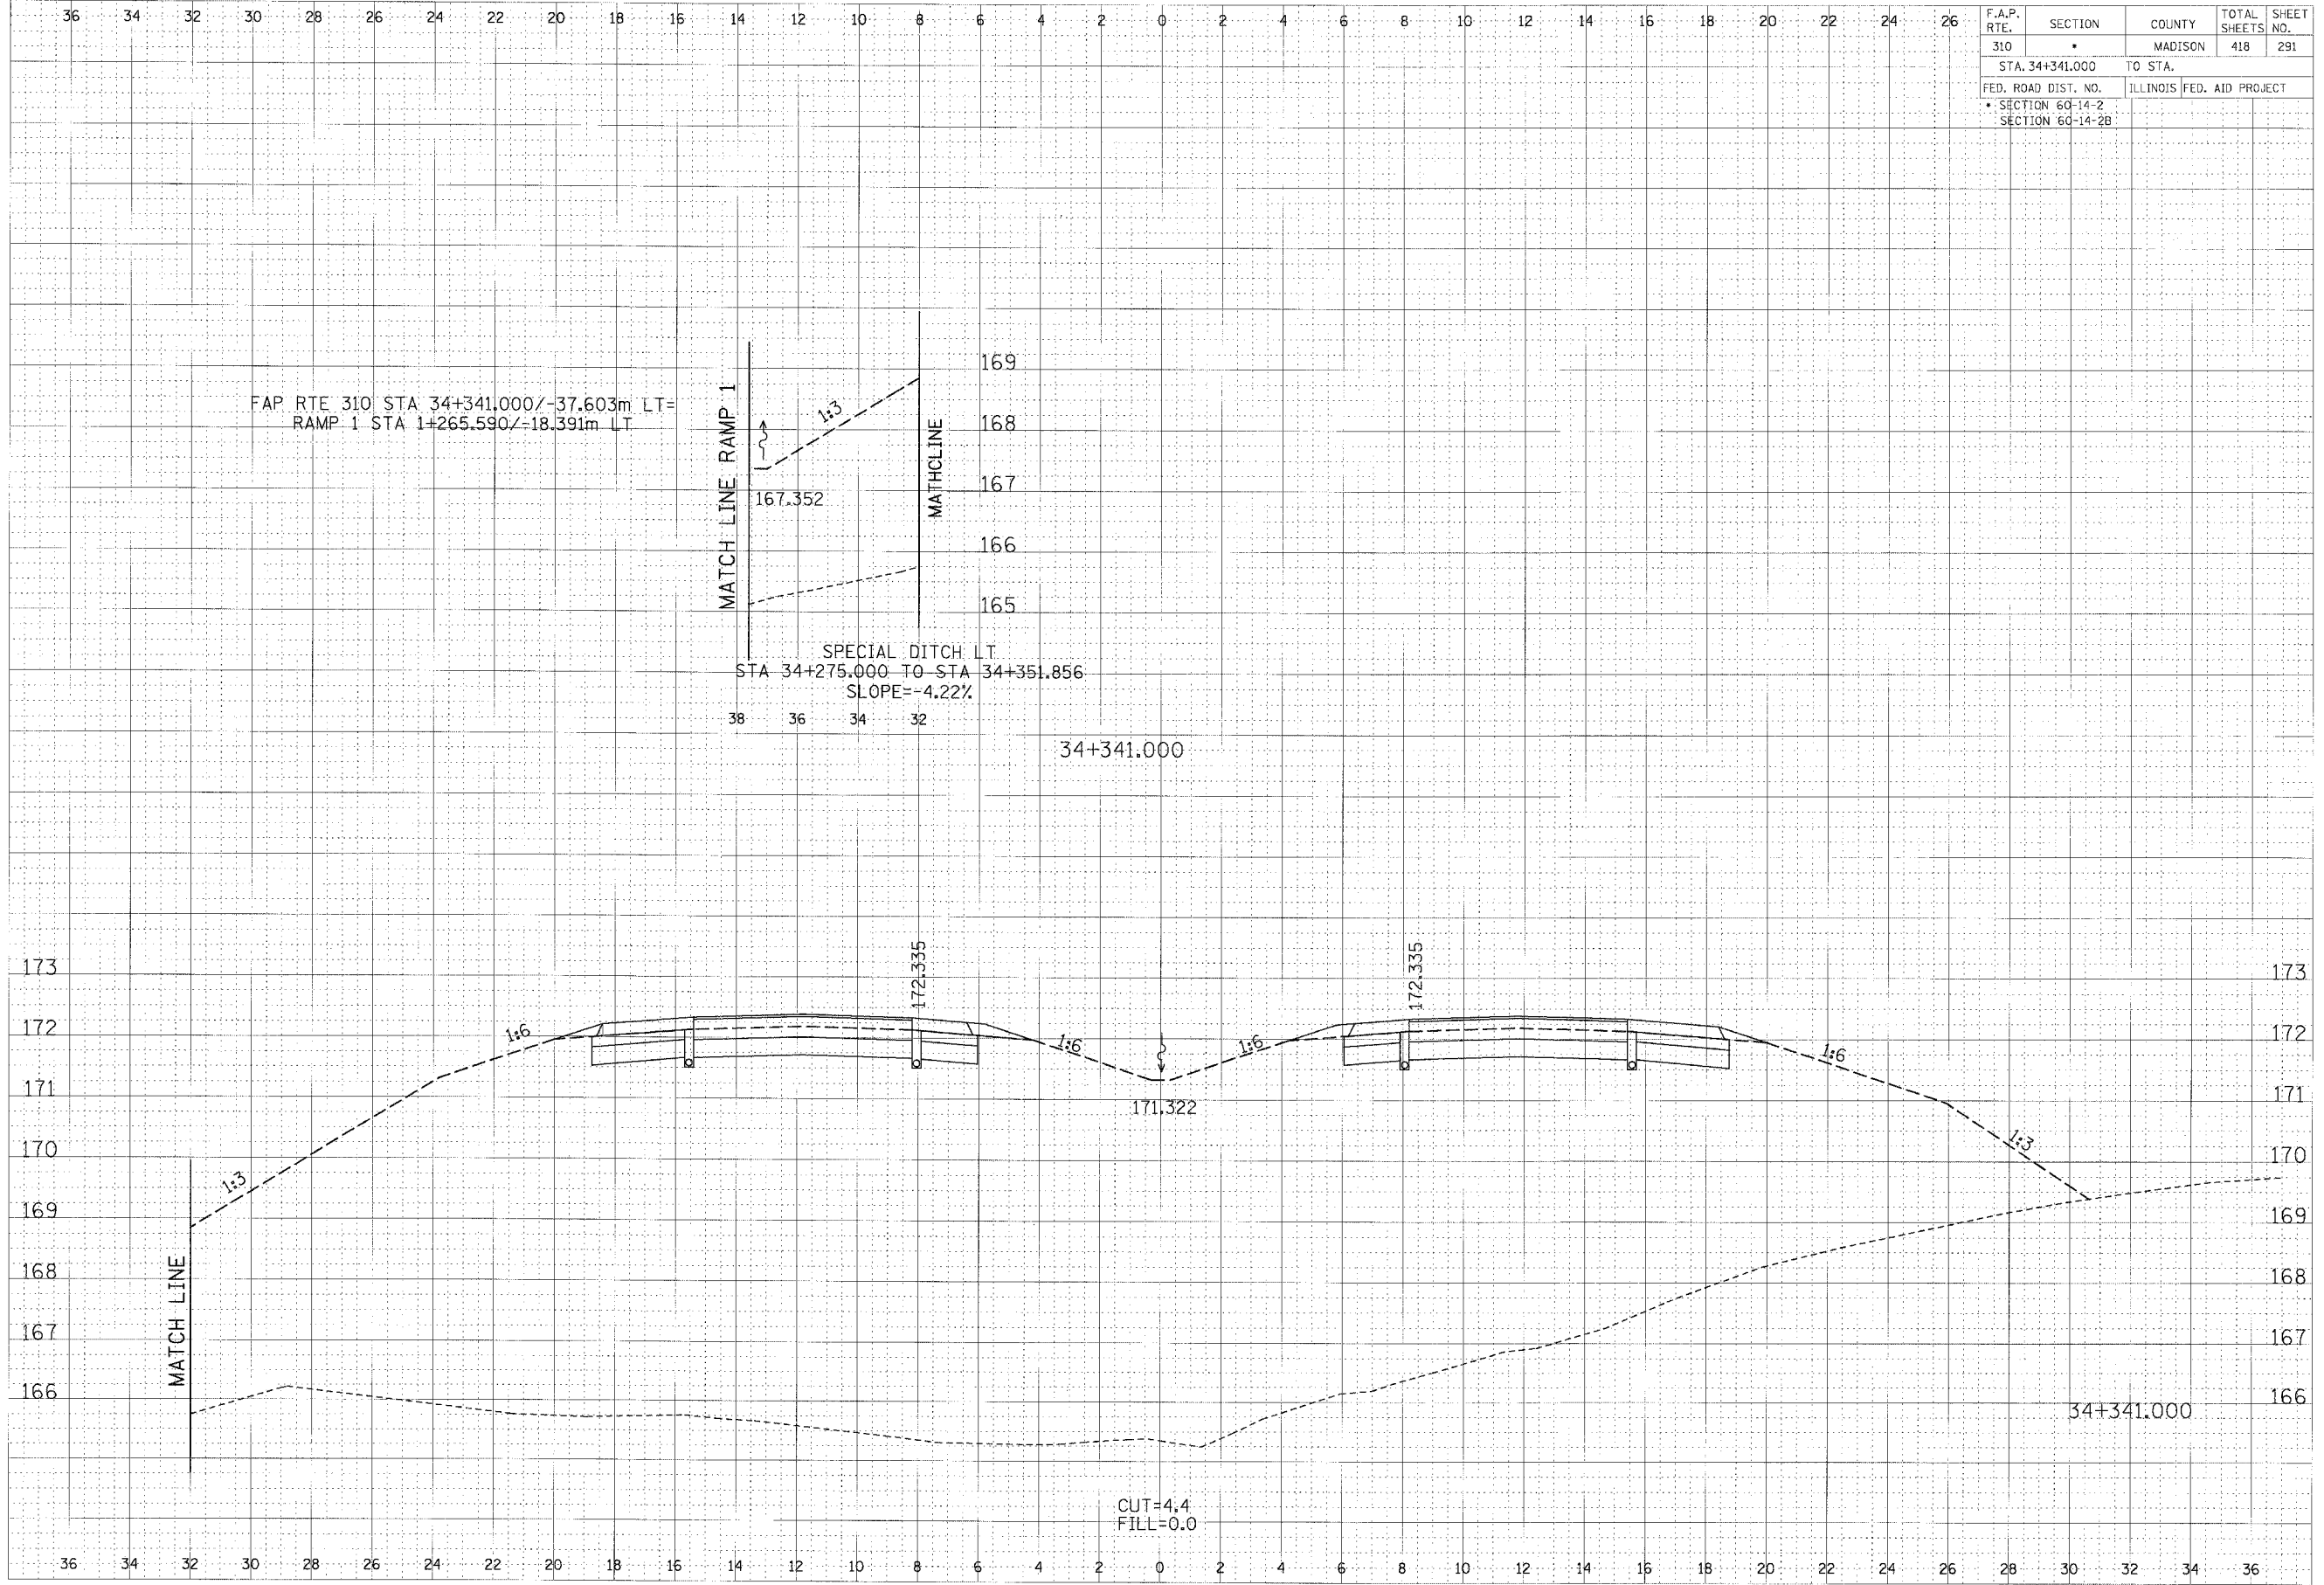 36 34 32 30 28 26 24 22 20 18 16 14 12 10 8 6 4 2 0 2 4 6 8 10 12 14 16 18 20 22 24 26
F.A.P. RTE. SECTION COUNTY TOTAL SHEETS SHEET NO.
310 * MADISON 418 291
STA. 34+341.000 TO STA.
FED. ROAD DIST. NO. ILLINOIS FED. AID PROJECT
* SECTION 60-14-2
SECTION 60-14-2B
FAP RTE 310 STA 34+341.000/-37.603m LT=
RAMP 1 STA 1+265.590/-18.391m LT
MATCH LINE RAMP 1
1:3
167.352
MATHCLINE
169
168
167
166
165
SPECIAL DITCH LT
STA 34+275.000 TO STA 34+351.856
SLOPE=-4.22%
38 36 34 32
34+341.000
173
172
171
170
169
168
167
166
MATCH LINE
1:3
1:6
172.335
1:6
171.322
1:6
172.335
1:6
1:3
173
172
171
170
169
168
167
166
34+341.000
CUT=4.4
FILL=0.0
36 34 32 30 28 26 24 22 20 18 16 14 12 10 8 6 4 2 0 2 4 6 8 10 12 14 16 18 20 22 24 26 28 30 32 34 36